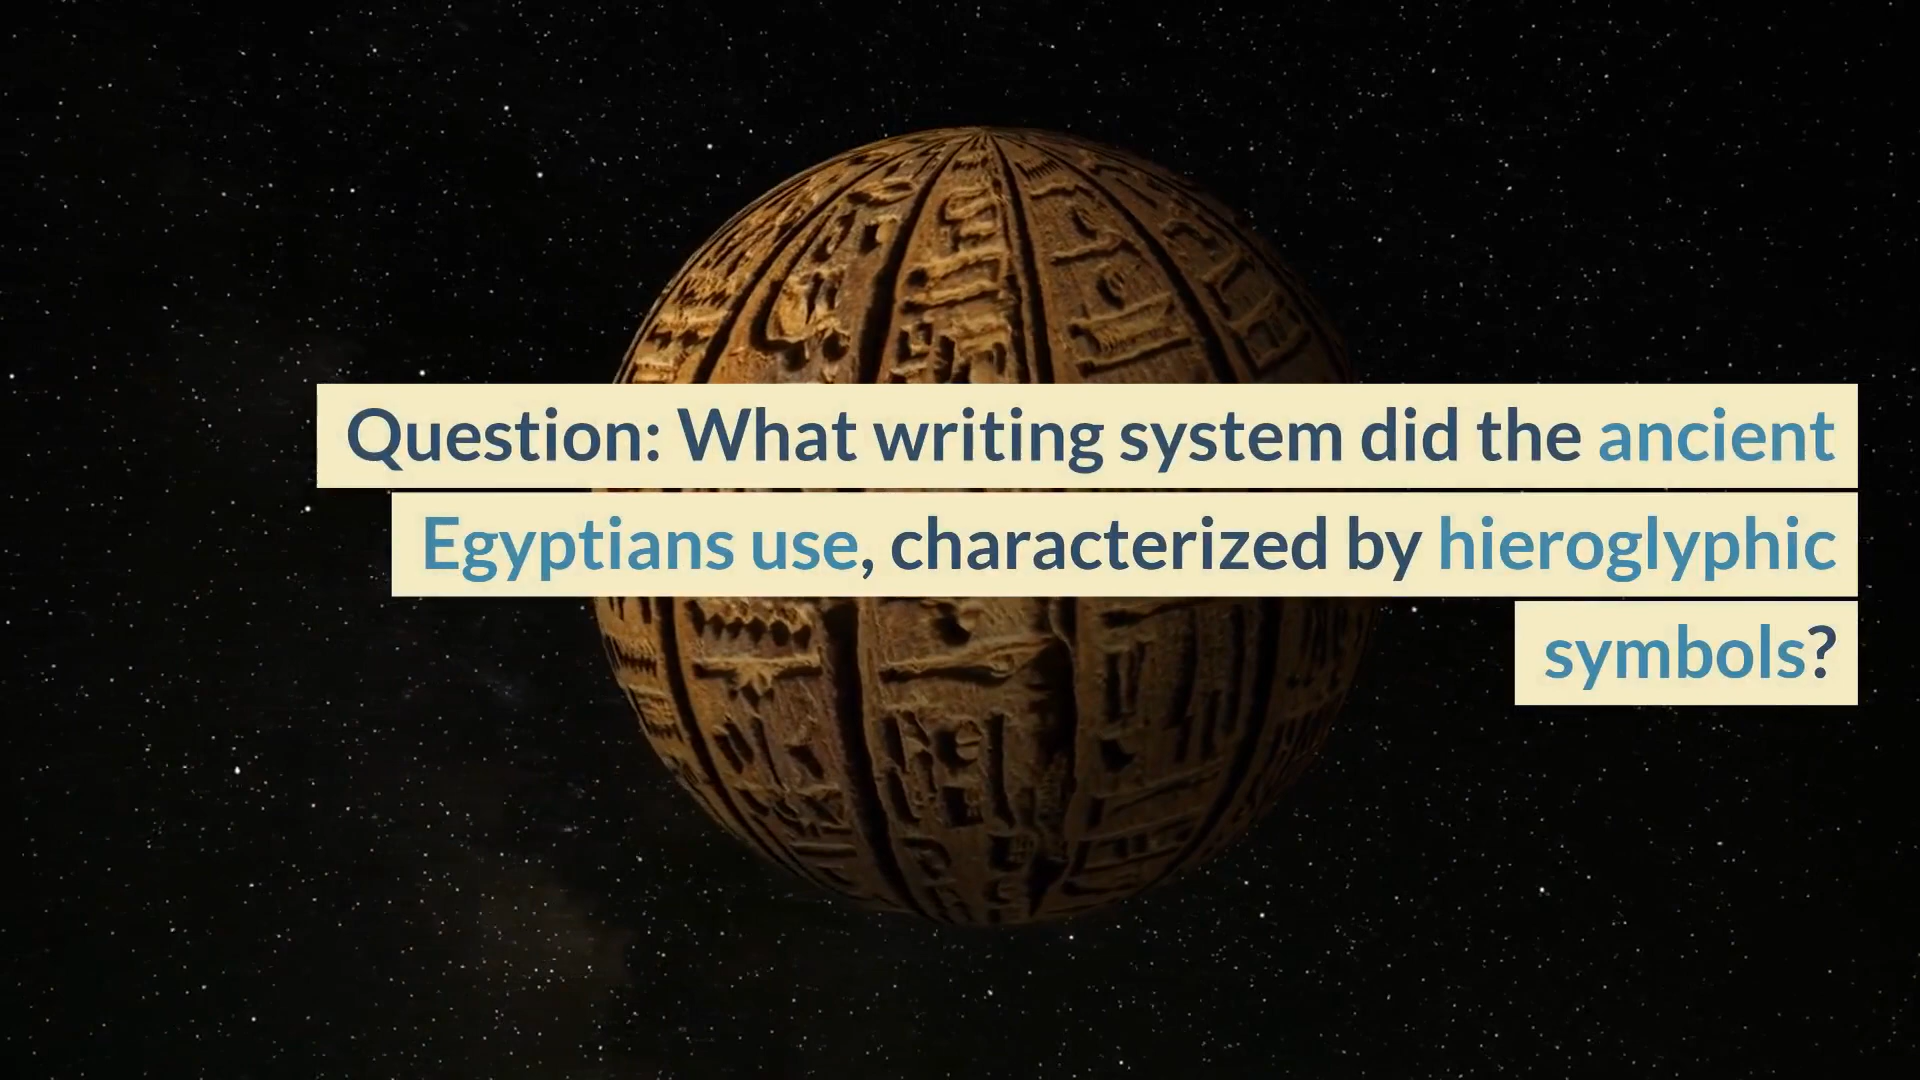 Question: What writing system did the ancient
Egyptians use, characterized by hieroglyphic
symbols?